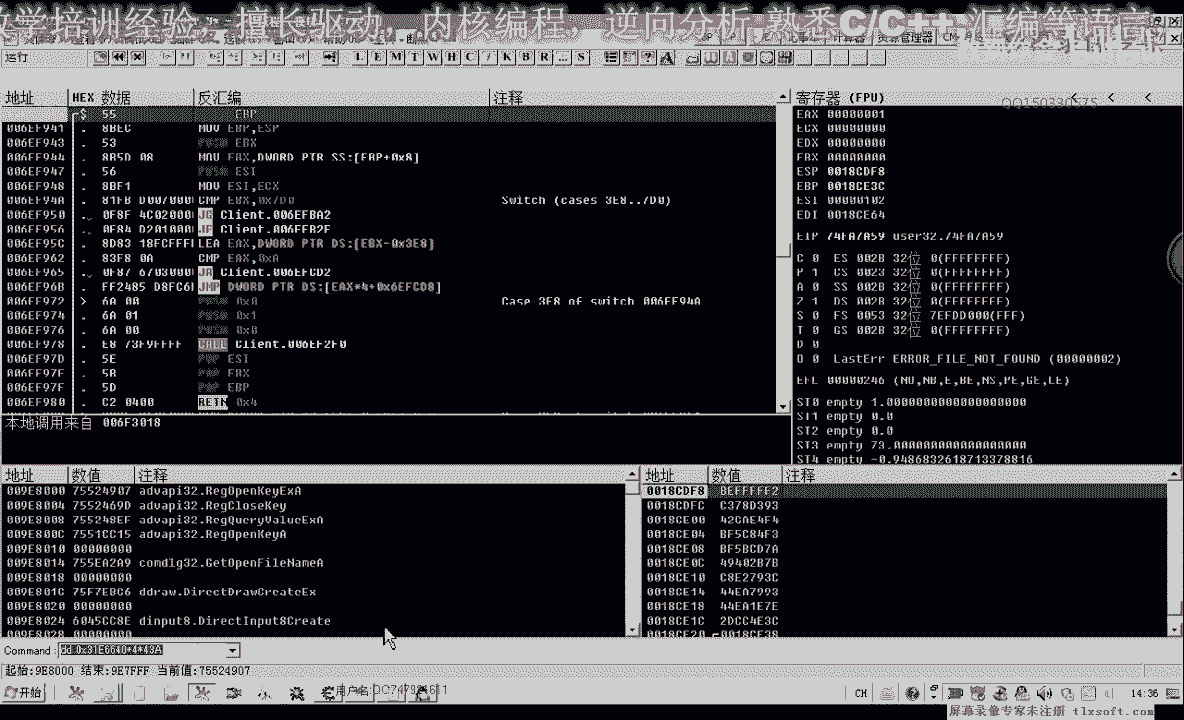 学培训经验, 擅长驱动, 内核编程, 逆向分析 熟悉C/C++ 汇编等语言
运行
L E M T W H C / K B R ... S
QQ150330575
地址 HEX 数据 反汇编 注释
$ 55 EBP
006EF941 . 8BEC MOV EBP,ESP
006EF943 . 53 PUSH EBX
006EF944 . 8B5D 08 MOV EBX,DWORD PTR SS:[EBP+0x8]
006EF947 . 56 PUSH ESI
006EF948 . 8BF1 MOV ESI,ECX
006EF94A . 81FB D0070000 CMP EBX,0x7D0 Switch (cases 3E8..7D0)
006EF950 . 0F8F 4C020000 JG Client.006EFBA2
006EF956 . 0F84 D2010000 JE Client.006EFB2E
006EF95C . 8D83 18FCFFFF LEA EAX,DWORD PTR DS:[EBX-0x3E8]
006EF962 . 83F8 0A CMP EAX,0xA
006EF965 . 0F87 67030000 JA Client.006EFCD2
006EF96B . FF2485 D8FC6E JMP DWORD PTR DS:[EAX*4+0x6EFCD8]
006EF972 > 6A 00 PUSH 0x0 Case 3E8 of switch 006EF94A
006EF974 . 6A 01 PUSH 0x1
006EF976 . 6A 00 PUSH 0x0
006EF978 . E8 73F9FFFF CALL Client.006EF2F0
006EF97D . 5E POP ESI
006EF97E . 5B POP EBX
006EF97F . 5D POP EBP
006EF980 . C2 0400 RETN 0x4
本地调用来自 006F3018
寄存器 (FPU) < < <
EAX 00000001
ECX 00000000
EDX 00000000
EBX 00000000
ESP 0018CDF8
EBP 0018CE3C
ESI 00000102
EDI 0018CE64
EIP 74FA7A59 user32.74FA7A59
C 0 ES 002B 32位 0(FFFFFFFF)
P 1 CS 0023 32位 0(FFFFFFFF)
A 0 SS 002B 32位 0(FFFFFFFF)
Z 1 DS 002B 32位 0(FFFFFFFF)
S 0 FS 0053 32位 7EFDD000(FFF)
T 0 GS 002B 32位 0(FFFFFFFF)
D 0
O 0 LastErr ERROR_FILE_NOT_FOUND (00000002)
EFL 00000246 (NO,NB,E,BE,NS,PE,GE,LE)
ST0 empty 1.0000000000000000000
ST1 empty 0.0
ST2 empty 0.0
ST3 empty 73.000000000000000000
ST4 empty -0.9486832618713378816
地址 数值 注释
009E8000 75524907 advapi32.RegOpenKeyExA
009E8004 7552469D advapi32.RegCloseKey
009E8008 755248EF advapi32.RegQueryValueExA
009E800C 7551CC15 advapi32.RegOpenKeyA
009E8010 00000000
009E8014 755EA2A9 comdlg32.GetOpenFileNameA
009E8018 00000000
009E801C 75F7EBC6 ddraw.DirectDrawCreateEx
009E8020 00000000
009E8024 6045CC8E dinput8.DirectInput8Create
009E8028 00000000
地址 数值 注释
0018CDF8 BEFFFFF2
0018CDFC C378D393
0018CE00 42CAE4F4
0018CE04 BF5C84F3
0018CE08 BF5BCD7A
0018CE0C 49402B7B
0018CE10 C8E2793C
0018CE14 44EA7993
0018CE18 44EA1E7E
0018CE1C 2DCC4E3C
0018CE20 0018CE38
Command: dd 0x31E6640+4*43A
起始:9E8000 结束:9E7FFF 当前值:75524907
开始
CH
14:36
屏幕录像专家未注册 tlxsoft.com